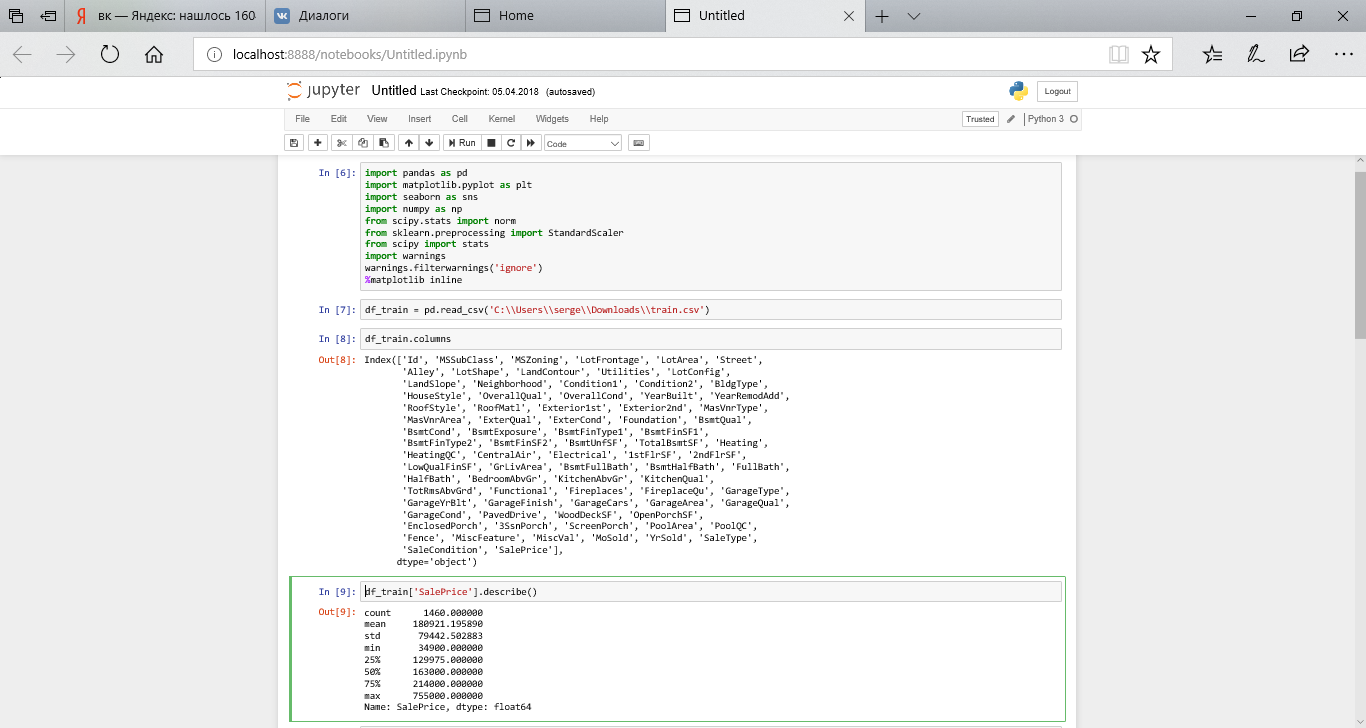 вк — Яндекс: нашлось 160
Диалоги
Home
Untitled
localhost:8888/notebooks/Untitled.ipynb
jupyter Untitled Last Checkpoint: 05.04.2018 (autosaved)
Logout
File Edit View Insert Cell Kernel Widgets Help
Trusted
Python 3
Run
Code
In [6]: import pandas as pd
import matplotlib.pyplot as plt
import seaborn as sns
import numpy as np
from scipy.stats import norm
from sklearn.preprocessing import StandardScaler
from scipy import stats
import warnings
warnings.filterwarnings('ignore')
%matplotlib inline
In [7]: df_train = pd.read_csv('C:\\Users\\serge\\Downloads\\train.csv')
In [8]: df_train.columns
Out[8]: Index(['Id', 'MSSubClass', 'MSZoning', 'LotFrontage', 'LotArea', 'Street',
'Alley', 'LotShape', 'LandContour', 'Utilities', 'LotConfig',
'LandSlope', 'Neighborhood', 'Condition1', 'Condition2', 'BldgType',
'HouseStyle', 'OverallQual', 'OverallCond', 'YearBuilt', 'YearRemodAdd',
'RoofStyle', 'RoofMatl', 'Exterior1st', 'Exterior2nd', 'MasVnrType',
'MasVnrArea', 'ExterQual', 'ExterCond', 'Foundation', 'BsmtQual',
'BsmtCond', 'BsmtExposure', 'BsmtFinType1', 'BsmtFinSF1',
'BsmtFinType2', 'BsmtFinSF2', 'BsmtUnfSF', 'TotalBsmtSF', 'Heating',
'HeatingQC', 'CentralAir', 'Electrical', '1stFlrSF', '2ndFlrSF',
'LowQualFinSF', 'GrLivArea', 'BsmtFullBath', 'BsmtHalfBath', 'FullBath',
'HalfBath', 'BedroomAbvGr', 'KitchenAbvGr', 'KitchenQual',
'TotRmsAbvGrd', 'Functional', 'Fireplaces', 'FireplaceQu', 'GarageType',
'GarageYrBlt', 'GarageFinish', 'GarageCars', 'GarageArea', 'GarageQual',
'GarageCond', 'PavedDrive', 'WoodDeckSF', 'OpenPorchSF',
'EnclosedPorch', '3SsnPorch', 'ScreenPorch', 'PoolArea', 'PoolQC',
'Fence', 'MiscFeature', 'MiscVal', 'MoSold', 'YrSold', 'SaleType',
'SaleCondition', 'SalePrice'],
dtype='object')
In [9]: df_train['SalePrice'].describe()
Out[9]: count 1460.000000
mean 180921.195890
std 79442.502883
min 34900.000000
25% 129975.000000
50% 163000.000000
75% 214000.000000
max 755000.000000
Name: SalePrice, dtype: float64